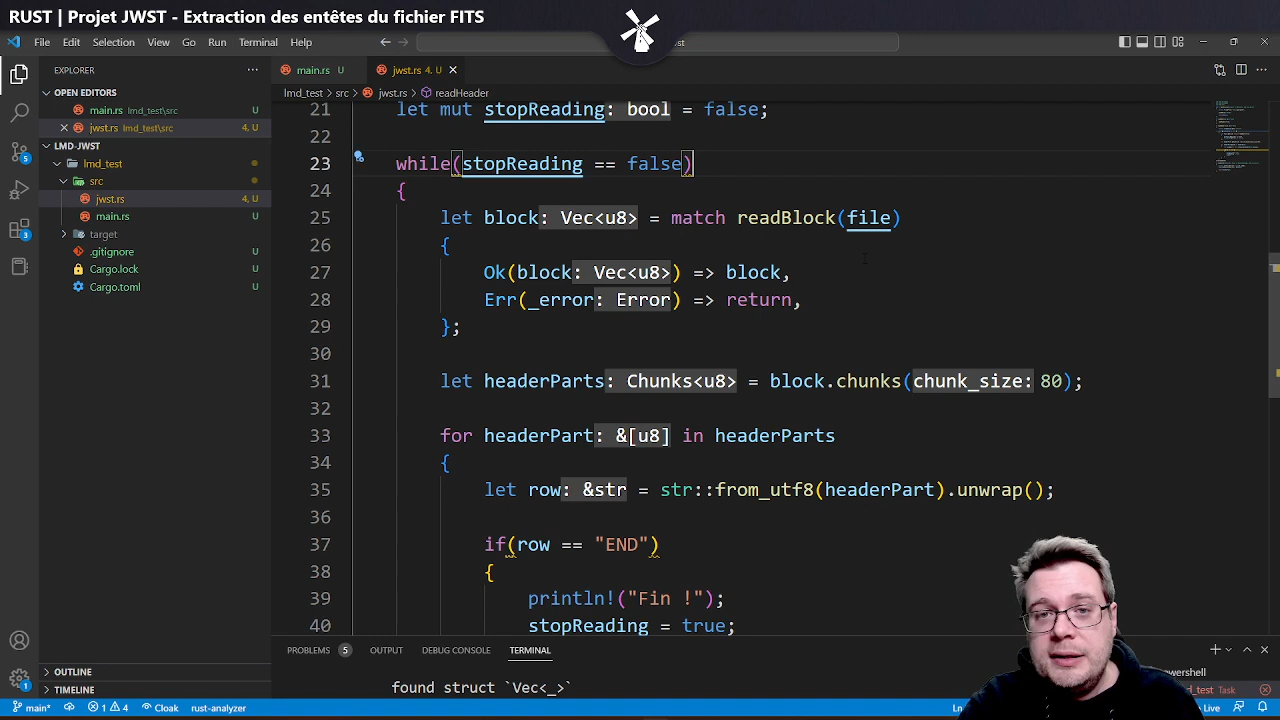 RUST | Projet JWST - Extraction des entêtes du fichier FITS
File Edit Selection View Go Run Terminal Help
EXPLORER
main.rs U
jwst.rs 4, U
OPEN EDITORS
lmd_test > src > jwst.rs > readHeader
main.rs lmd_test\src U
jwst.rs lmd_test\src 4, U
LMD-JWST
lmd_test
src
jwst.rs 4, U
main.rs U
target
.gitignore U
Cargo.lock U
Cargo.toml U
OUTLINE
TIMELINE
21 let mut stopReading: bool = false;
22
23 while(stopReading == false)
24 {
25 let block: Vec<u8> = match readBlock(file)
26 {
27 Ok(block: Vec<u8>) => block,
28 Err(_error: Error) => return,
29 };
30
31 let headerParts: Chunks<u8> = block.chunks(chunk_size: 80);
32
33 for headerPart: &[u8] in headerParts
34 {
35 let row: &str = str::from_utf8(headerPart).unwrap();
36
37 if(row == "END")
38 {
39 println!("Fin !");
40 stopReading = true;
PROBLEMS 5 OUTPUT DEBUG CONSOLE TERMINAL
found struct `Vec<_>`
main* 1 4 Cloak rust-analyzer
Live